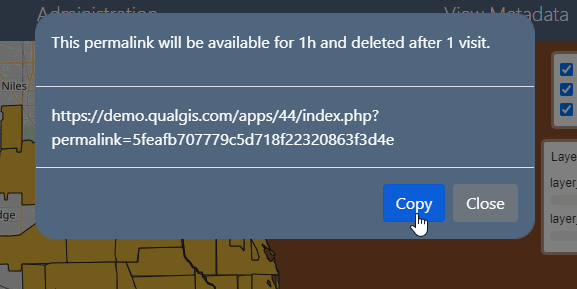 Administration
View Metadata
This permalink will be available for 1h and deleted after 1 visit.
Niles
https://demo.qualgis.com/apps/44/index.php?
permalink=5feafb707779c5d718f22320863f3d4e
Laye
layer_
dge
Copy
Close
layer_